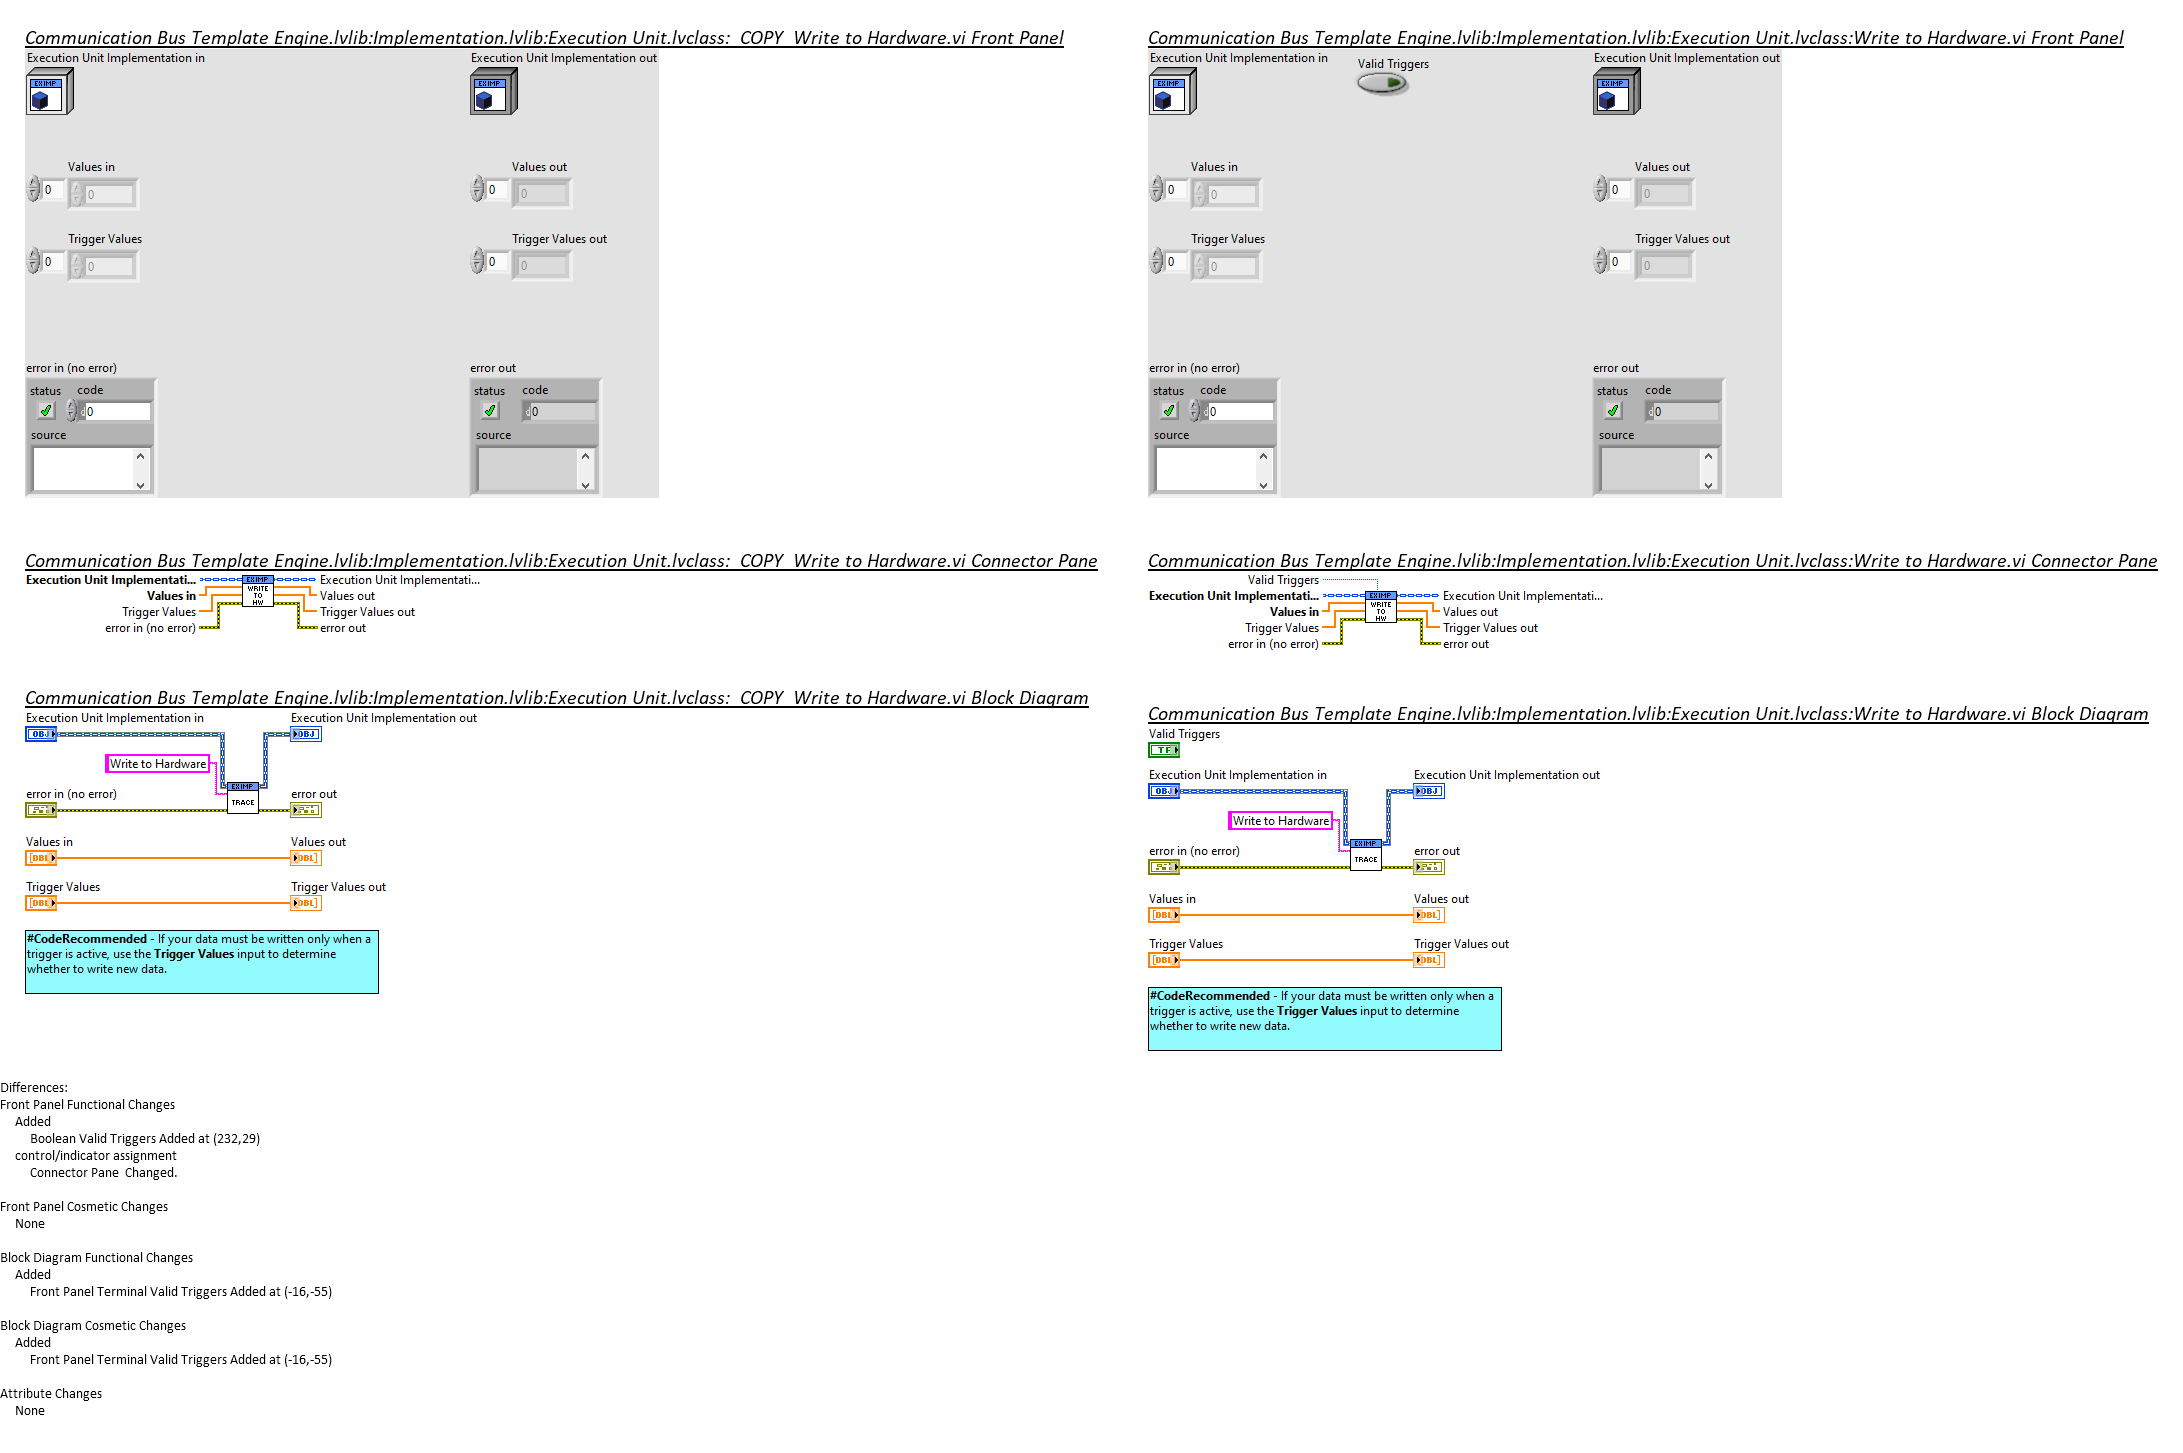 Communication Bus Template Engine.lvlib:Implementation.lvlib:Execution Unit.lvclass:  COPY  Write to Hardware.vi Front Panel
Execution Unit Implementation in
Execution Unit Implementation out
EXIMP
EXIMP
Values in
0
0
Values out
0
0
Trigger Values
0
0
Trigger Values out
0
0
error in (no error)
status
code
d0
source
error out
status
code
d0
source
Communication Bus Template Engine.lvlib:Implementation.lvlib:Execution Unit.lvclass:Write to Hardware.vi Front Panel
Execution Unit Implementation in
Valid Triggers
Execution Unit Implementation out
EXIMP
EXIMP
Values in
0
0
Values out
0
0
Trigger Values
0
0
Trigger Values out
0
0
error in (no error)
status
code
d0
source
error out
status
code
d0
source
Communication Bus Template Engine.lvlib:Implementation.lvlib:Execution Unit.lvclass:  COPY  Write to Hardware.vi Connector Pane
Execution Unit Implementati...
Values in
Trigger Values
error in (no error)
EXIMP
WRITE
TO
HW
Execution Unit Implementati...
Values out
Trigger Values out
error out
Communication Bus Template Engine.lvlib:Implementation.lvlib:Execution Unit.lvclass:Write to Hardware.vi Connector Pane
Valid Triggers
Execution Unit Implementati...
Values in
Trigger Values
error in (no error)
EXIMP
WRITE
TO
HW
Execution Unit Implementati...
Values out
Trigger Values out
error out
Communication Bus Template Engine.lvlib:Implementation.lvlib:Execution Unit.lvclass:  COPY  Write to Hardware.vi Block Diagram
Execution Unit Implementation in
Execution Unit Implementation out
OBJ
OBJ
Write to Hardware
EXIMP
TRACE
error in (no error)
error out
Values in
Values out
[DBL]
[DBL]
Trigger Values
Trigger Values out
[DBL]
[DBL]
#CodeRecommended - If your data must be written only when a
trigger is active, use the Trigger Values input to determine
whether to write new data.
Communication Bus Template Engine.lvlib:Implementation.lvlib:Execution Unit.lvclass:Write to Hardware.vi Block Diagram
Valid Triggers
TF
Execution Unit Implementation in
Execution Unit Implementation out
OBJ
OBJ
Write to Hardware
EXIMP
TRACE
error in (no error)
error out
Values in
Values out
[DBL]
[DBL]
Trigger Values
Trigger Values out
[DBL]
[DBL]
#CodeRecommended - If your data must be written only when a
trigger is active, use the Trigger Values input to determine
whether to write new data.
Differences:
Front Panel Functional Changes
Added
Boolean Valid Triggers Added at (232,29)
control/indicator assignment
Connector Pane  Changed.
Front Panel Cosmetic Changes
None
Block Diagram Functional Changes
Added
Front Panel Terminal Valid Triggers Added at (-16,-55)
Block Diagram Cosmetic Changes
Added
Front Panel Terminal Valid Triggers Added at (-16,-55)
Attribute Changes
None